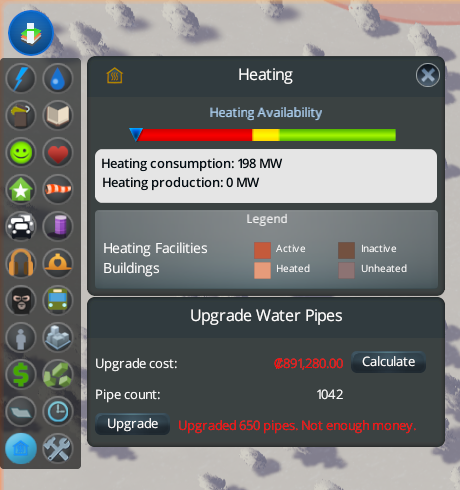 Heating
Heating Availability
Heating consumption: 198 MW
Heating production: 0 MW
Legend
Heating Facilities
Active
Inactive
Buildings
Heated
Unheated
Upgrade Water Pipes
Upgrade cost: ₡891,280.00 Calculate
Pipe count: 1042
Upgrade Upgraded 650 pipes. Not enough money.